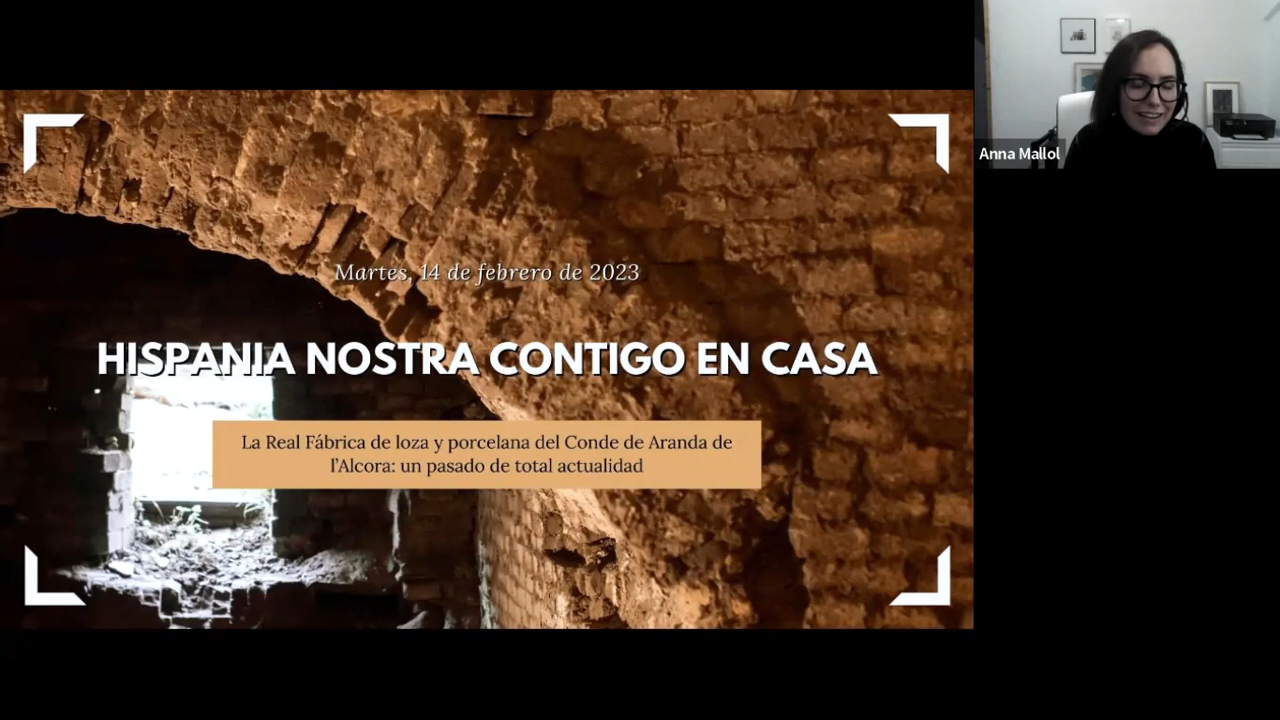 Martes, 14 de febrero de 2023
HISPANIA NOSTRA CONTIGO EN CASA
La Real Fábrica de loza y porcelana del Conde de Aranda de
l'Alcora: un pasado de total actualidad
Anna Mallol